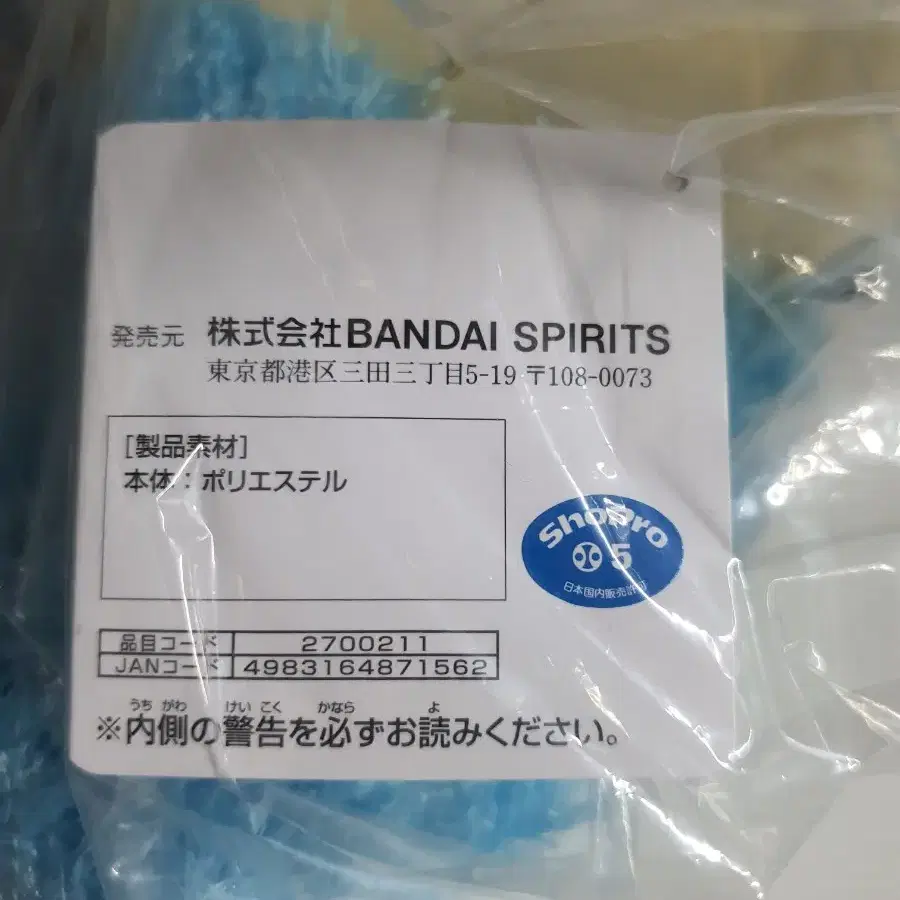 発売元 株式会社BANDAI SPIRITS
東京都港区三田三丁目5-19 〒108-0073
[製品素材]
本体：ポリエステル
ShoPro
5
日本国内販売許可
品目コード 2700211
JANコード 4983164871562
うち がわ けい こく かなら よ
※内側の警告を必ずお読みください。